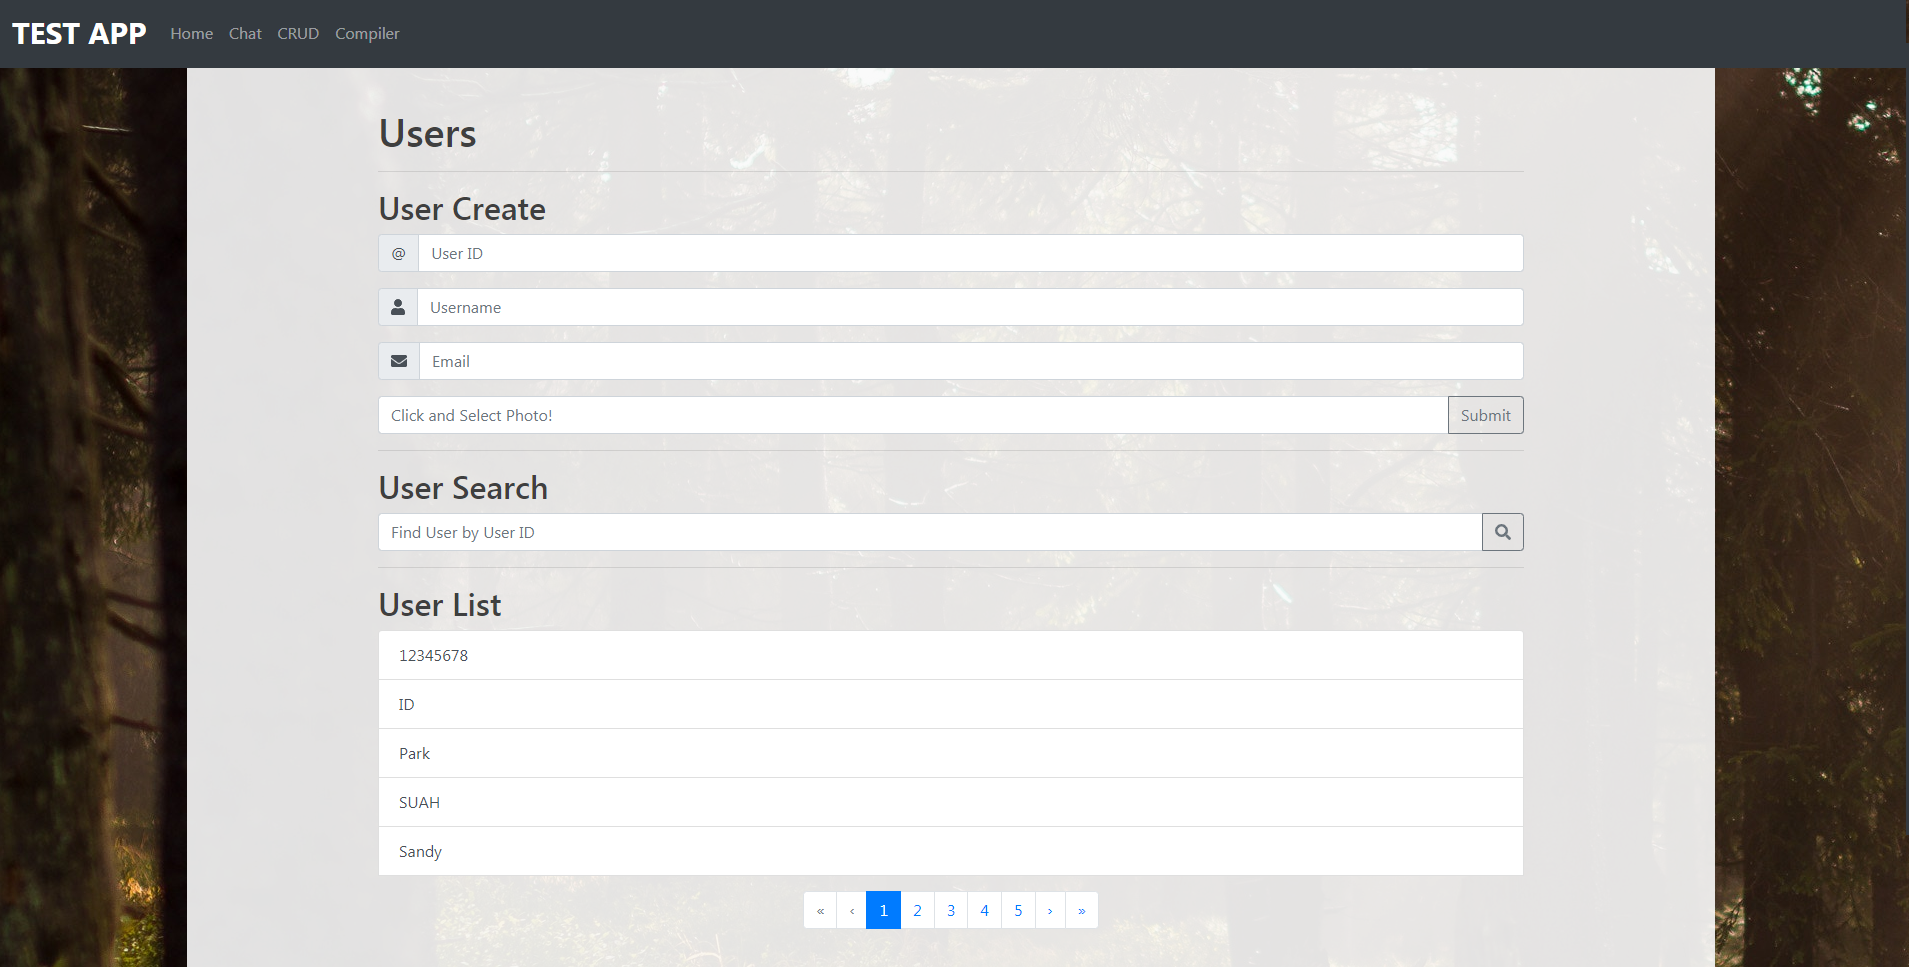 TEST APP Home Chat CRUD Compiler
Users
User Create
@ User ID
Username
Email
Click and Select Photo! Submit
User Search
Find User by User ID
User List
12345678
ID
Park
SUAH
Sandy
« ‹ 1 2 3 4 5 › »